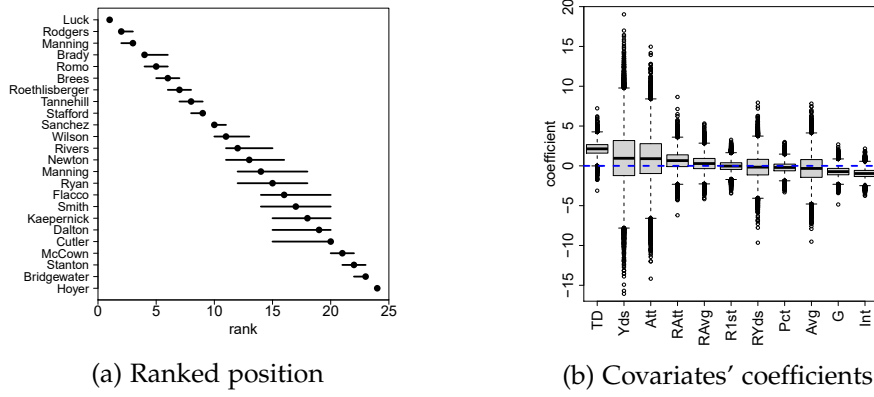 Luck
Rodgers
Manning
Brady
Romo
Brees
Roethlisberger
Tannehill
Stafford
Sanchez
Wilson
Rivers
Newton
Manning
Ryan
Flacco
Smith
Kaepernick
Dalton
Cutler
McCown
Stanton
Bridgewater
Hoyer
0 5 10 15 20 25
rank
(a) Ranked position
20
15
10
5
0
−5
−10
−15
coefficient
TD Yds Att RAtt RAvg R1st RYds Pct Avg G Int
(b) Covariates’ coefficients